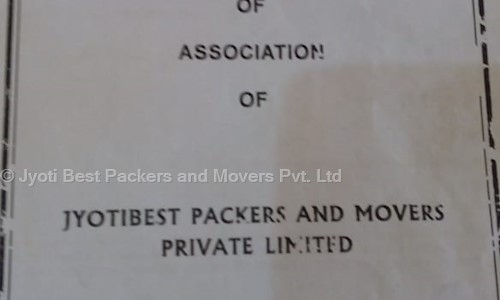 OF
ASSOCIATION
OF
© Jyoti Best Packers and Movers Pvt. Ltd
JYOTIBEST PACKERS AND MOVERS
PRIVATE LIMITED